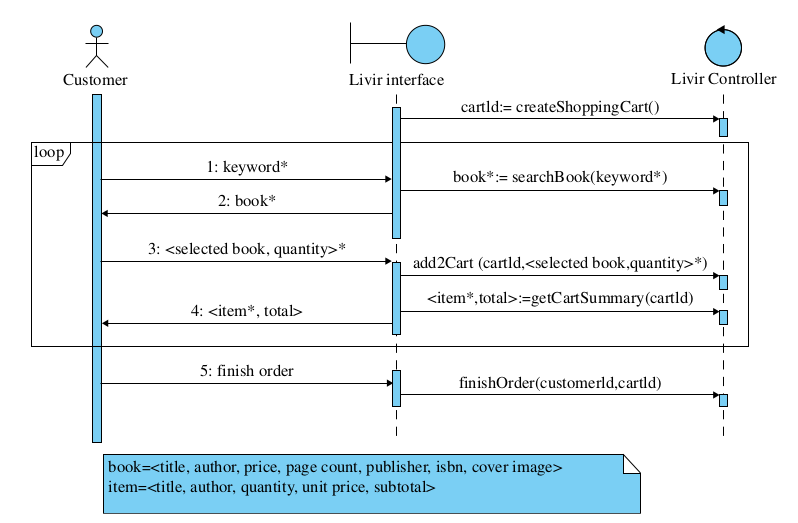 Customer
Livir interface
Livir Controller
cartId:= createShoppingCart()
loop
1: keyword*
book*:= searchBook(keyword*)
2: book*
3: <selected book, quantity>*
add2Cart (cartId,<selected book,quantity>*)
<item*,total>:=getCartSummary(cartId)
4: <item*, total>
5: finish order
finishOrder(customerId,cartId)
book=<title, author, price, page count, publisher, isbn, cover image>
item=<title, author, quantity, unit price, subtotal>